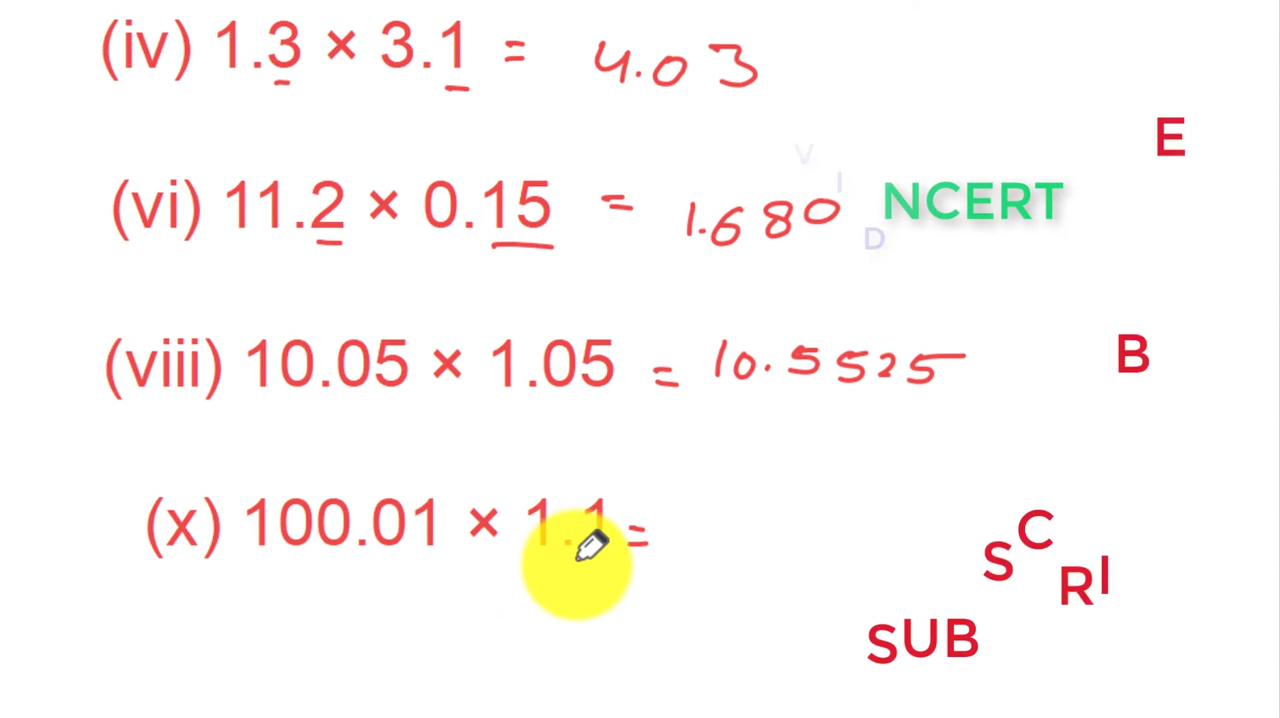 (iv) 1.3 × 3.1 = 4.03
E
V
I
(vi) 11.2 × 0.15 = 1.680
NCERT
D
(viii) 10.05 × 1.05 = 10.5525
B
(x) 100.01 × 1.1 =
SCRI
SUB